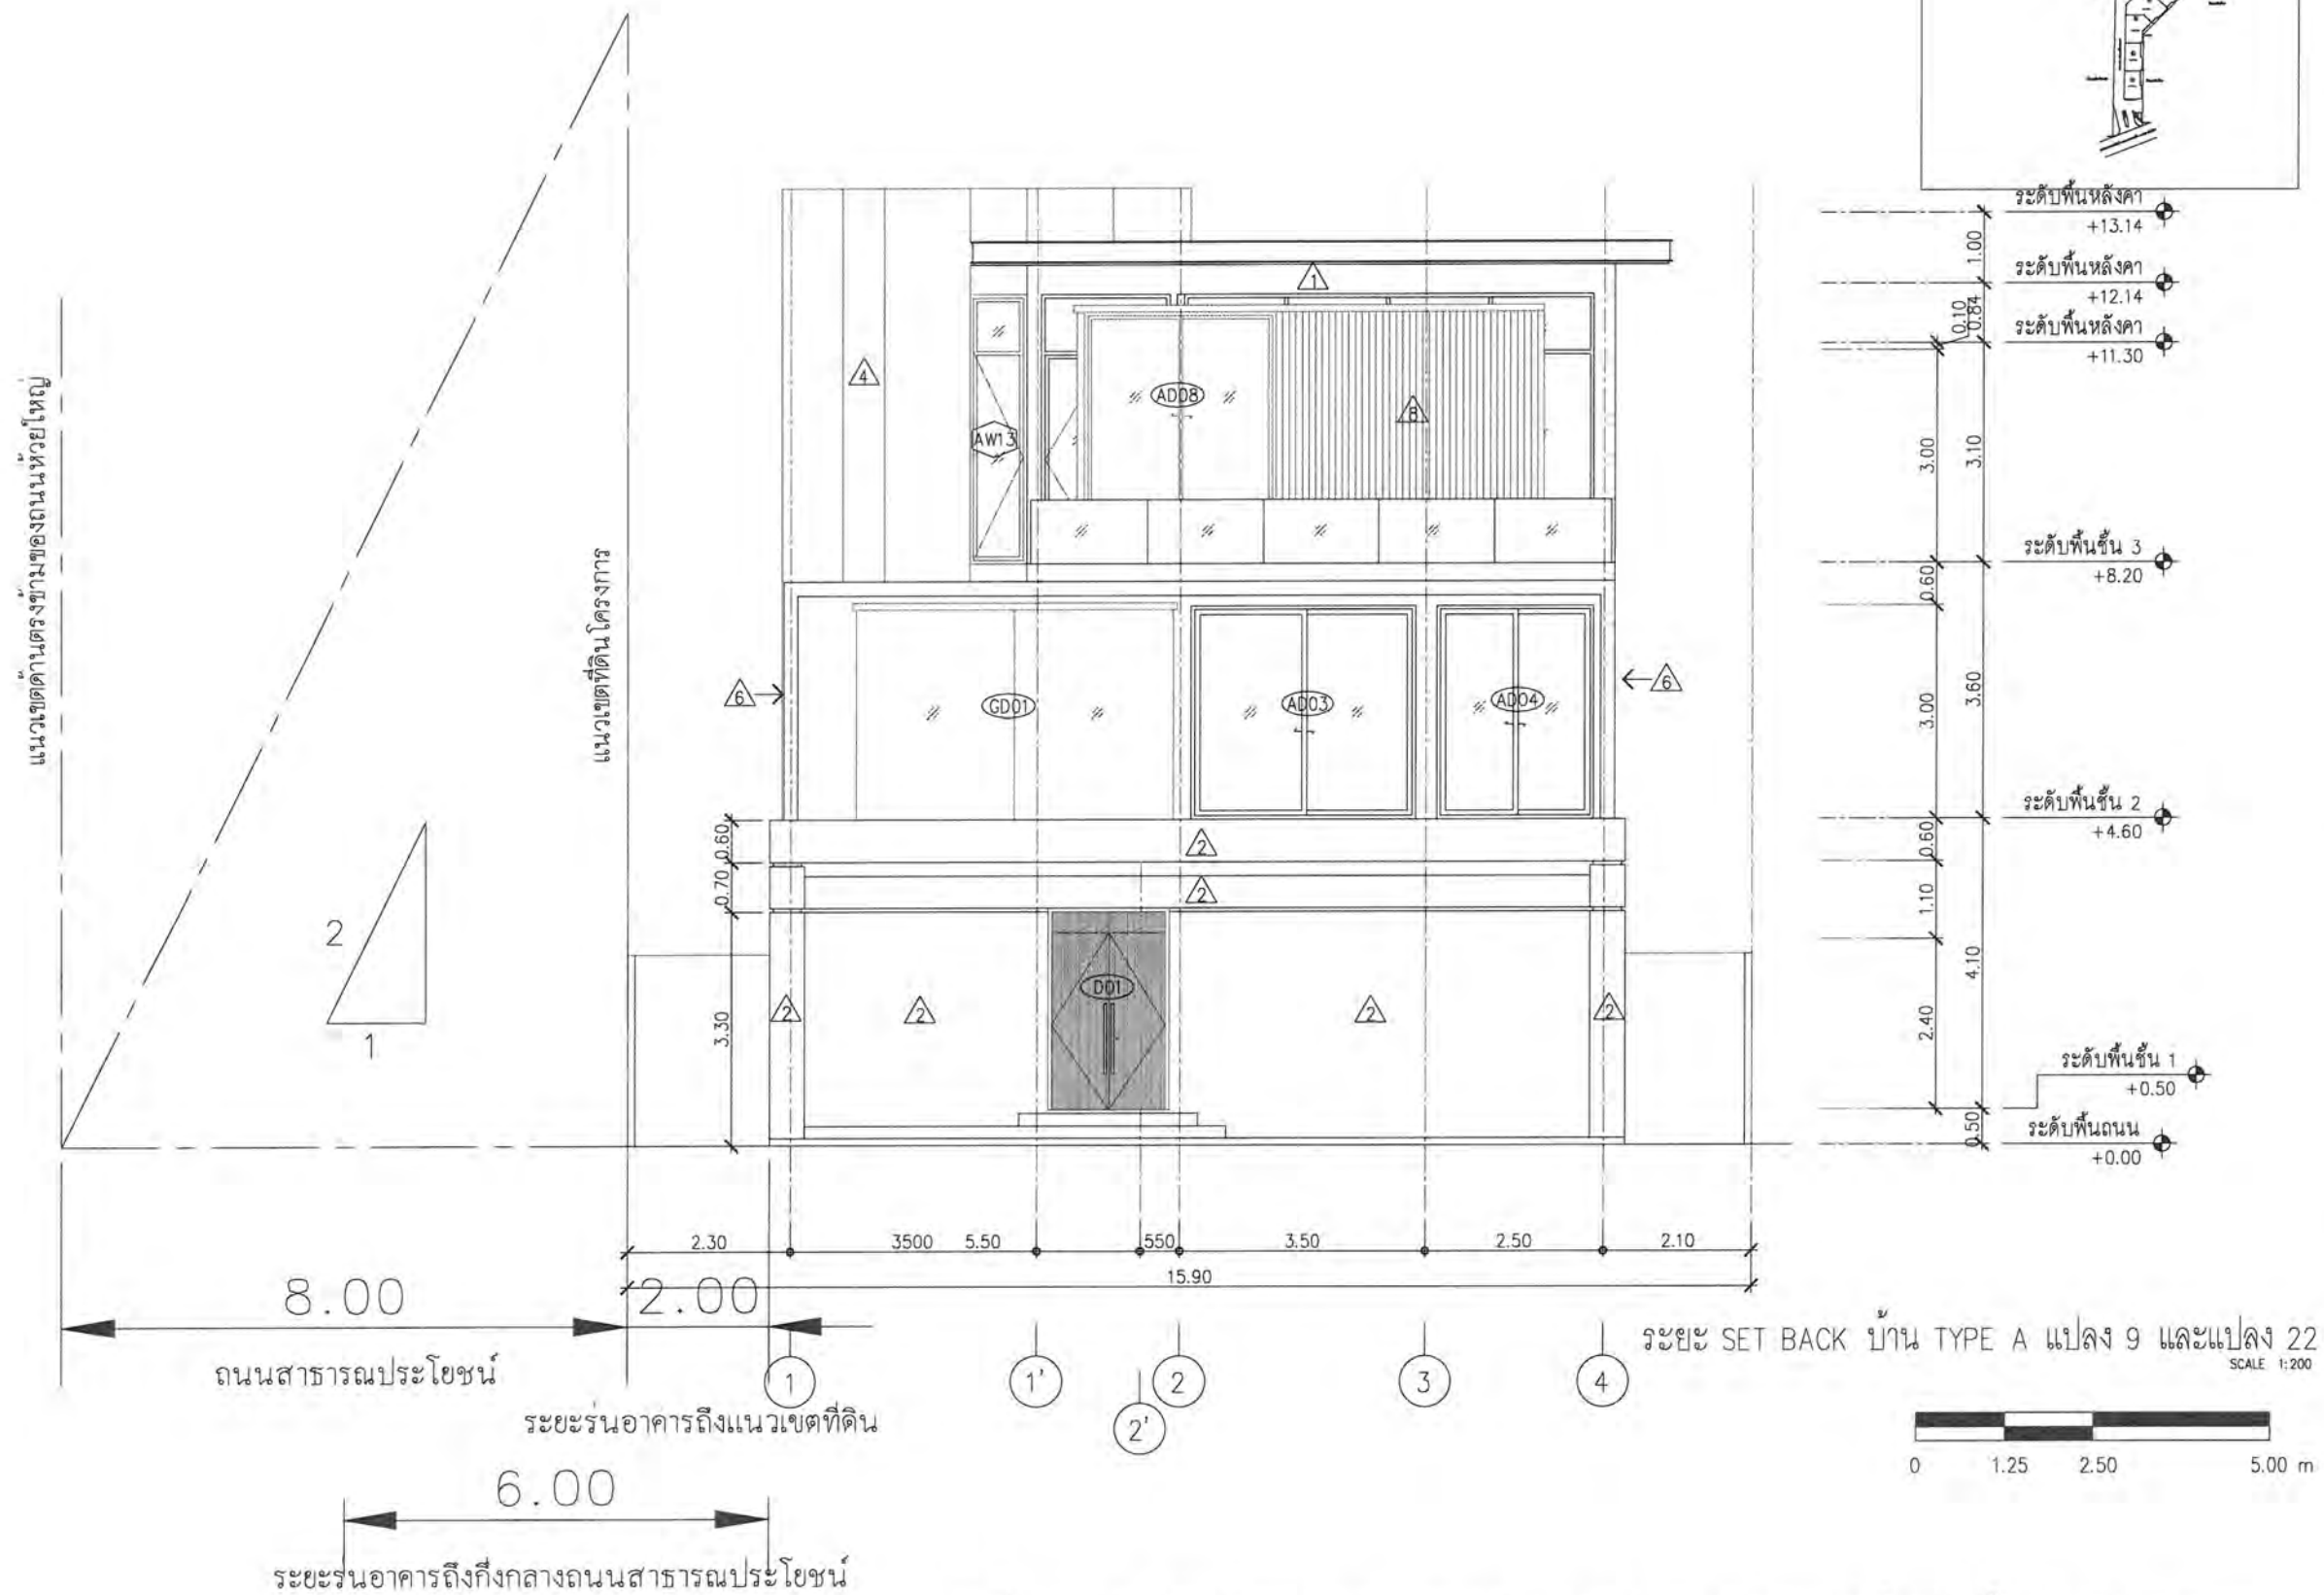 ระดับพื้นหลังคา
+13.14
1.00
ระดับพื้นหลังคา
+12.14
0.10
0.84
ระดับพื้นหลังคา
+11.30
1
4
AD08
8
AW13
3.00
3.10
แนวเขตด้านตรงข้ามของถนนห้วยใหญ่
แนวเขตที่ดินโครงการ
ระดับพื้นชั้น 3
+8.20
0.60
6
GD01
AD03
AD04
6
3.00
3.60
ระดับพื้นชั้น 2
+4.60
0.60
0.70
2
2
0.60
1.10
2
1
3.30
2
2
D01
2
2
4.10
2.40
ระดับพื้นชั้น 1
+0.50
0.50
ระดับพื้นถนน
+0.00
2.30
3500
5.50
550
3.50
2.50
2.10
15.90
8.00
2.00
ถนนสาธารณประโยชน์
1
1'
2
3
4
2'
ระยะ SET BACK บ้าน TYPE A แปลง 9 และแปลง 22
SCALE 1:200
ระยะร่นอาคารถึงแนวเขตที่ดิน
0 1.25 2.50 5.00 m
6.00
ระยะร่นอาคารถึงกึ่งกลางถนนสาธารณประโยชน์